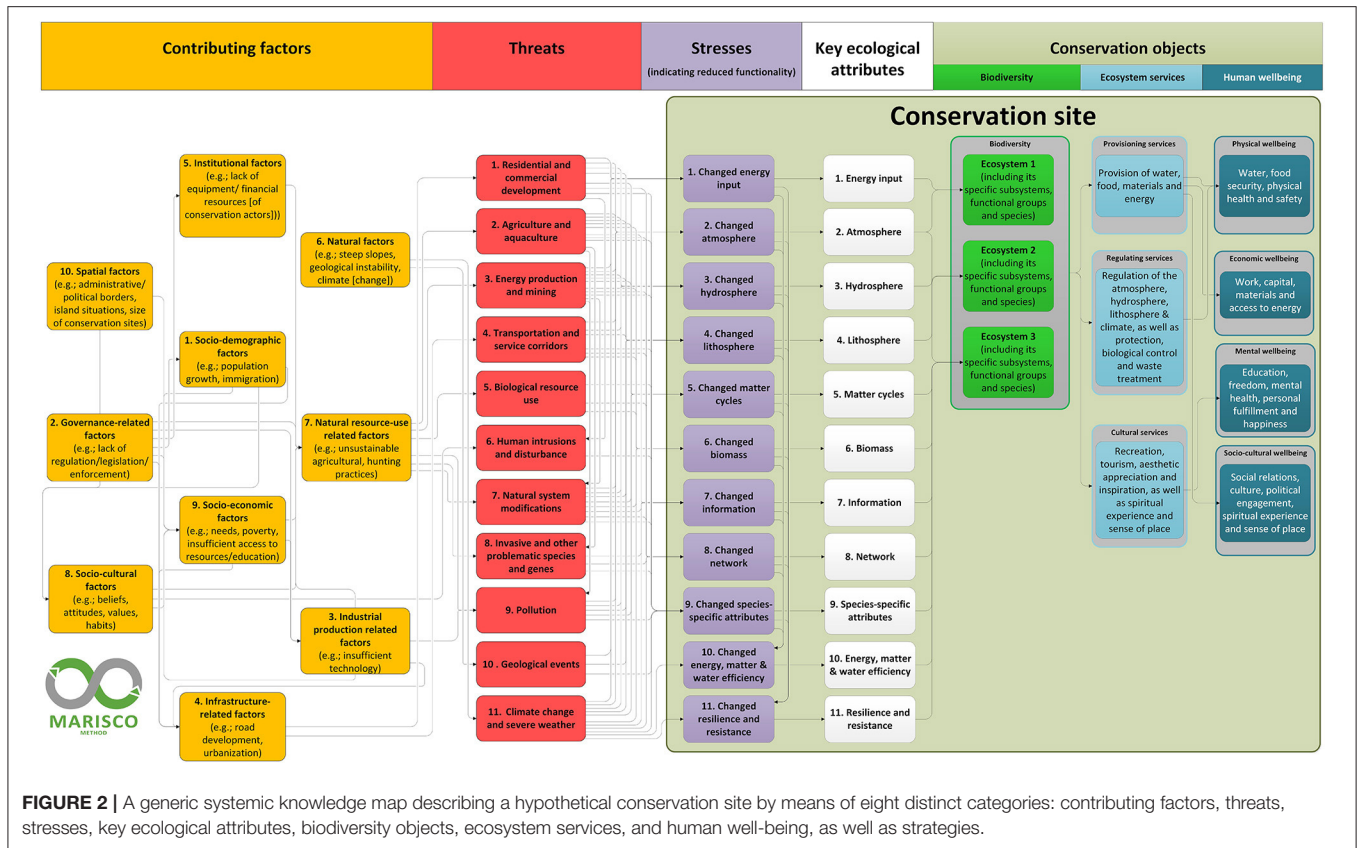 Contributing factors
Threats
Stresses
(indicating reduced functionality)
Key ecological
attributes
Conservation objects
Biodiversity
Ecosystem services
Human wellbeing
Conservation site
5. Institutional factors
(e.g.; lack of
equipment/ financial
resources [of
conservation actors]))
6. Natural factors
(e.g.; steep slopes,
geological instability,
climate [change])
10. Spatial factors
(e.g.; administrative/
political borders,
island situations, size
of conservation sites)
1. Socio-demographic
factors
(e.g.; population
growth, immigration)
2. Governance-related
factors
(e.g.; lack of
regulation/legislation/
enforcement)
7. Natural resource-use
related factors
(e.g.; unsustainable
agricultural, hunting
practices)
9. Socio-economic
factors
(e.g.; needs, poverty,
insufficient access to
resources/education)
8. Socio-cultural
factors
(e.g.; beliefs,
attitudes, values,
habits)
3. Industrial
production related
factors
(e.g.; insufficient
technology)
4. Infrastructure-
related factors
(e.g.; road
development,
urbanization)
MARISCO
METHOD
1. Residential and
commercial
development
2. Agriculture and
aquaculture
3. Energy production
and mining
4. Transportation and
service corridors
5. Biological resource
use
6. Human intrusions
and disturbance
7. Natural system
modifications
8. Invasive and other
problematic species
and genes
9. Pollution
10 . Geological events
11. Climate change
and severe weather
1. Changed energy
input
2. Changed
atmosphere
3. Changed
hydrosphere
4. Changed
lithosphere
5. Changed matter
cycles
6. Changed
biomass
7. Changed
information
8. Changed
network
9. Changed species-
specific attributes
10. Changed
energy, matter &
water efficiency
11. Changed
resilience and
resistance
1. Energy input
2. Atmosphere
3. Hydrosphere
4. Lithosphere
5. Matter cycles
6. Biomass
7. Information
8. Network
9. Species-specific
attributes
10. Energy, matter
& water efficiency
11. Resilience and
resistance
Biodiversity
Ecosystem 1
(including its
specific subsystems,
functional groups
and species)
Ecosystem 2
(including its
specific subsystems,
functional groups
and species)
Ecosystem 3
(including its
specific subsystems,
functional groups
and species)
Provisioning services
Provision of water,
food, materials and
energy
Regulating services
Regulation of the
atmosphere,
hydrosphere,
lithosphere &
climate, as well as
protection,
biological control
and waste
treatment
Cultural services
Recreation,
tourism, aesthetic
appreciation and
inspiration, as well
as spiritual
experience and
sense of place
Physical wellbeing
Water, food
security, physical
health and safety
Economic wellbeing
Work, capital,
materials and
access to energy
Mental wellbeing
Education,
freedom, mental
health, personal
fulfillment and
happiness
Socio-cultural wellbeing
Social relations,
culture, political
engagement,
spiritual experience
and sense of place
FIGURE 2 | A generic systemic knowledge map describing a hypothetical conservation site by means of eight distinct categories: contributing factors, threats,
stresses, key ecological attributes, biodiversity objects, ecosystem services, and human well-being, as well as strategies.